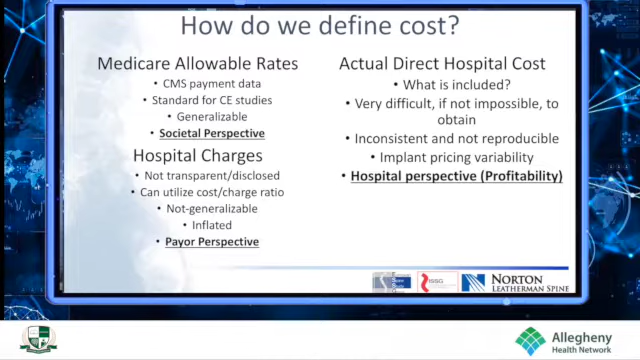 How do we define cost?
Medicare Allowable Rates
• CMS payment data
• Standard for CE studies
• Generalizable
• Societal Perspective
Hospital Charges
• Not transparent/disclosed
• Can utilize cost/charge ratio
• Not-generalizable
• Inflated
• Payor Perspective
Actual Direct Hospital Cost
• What is included?
• Very difficult, if not impossible, to
obtain
• Inconsistent and not reproducible
• Implant pricing variability
• Hospital perspective (Profitability)
ISSG
NORTON
LEATHERMAN SPINE
Allegheny
Health Network